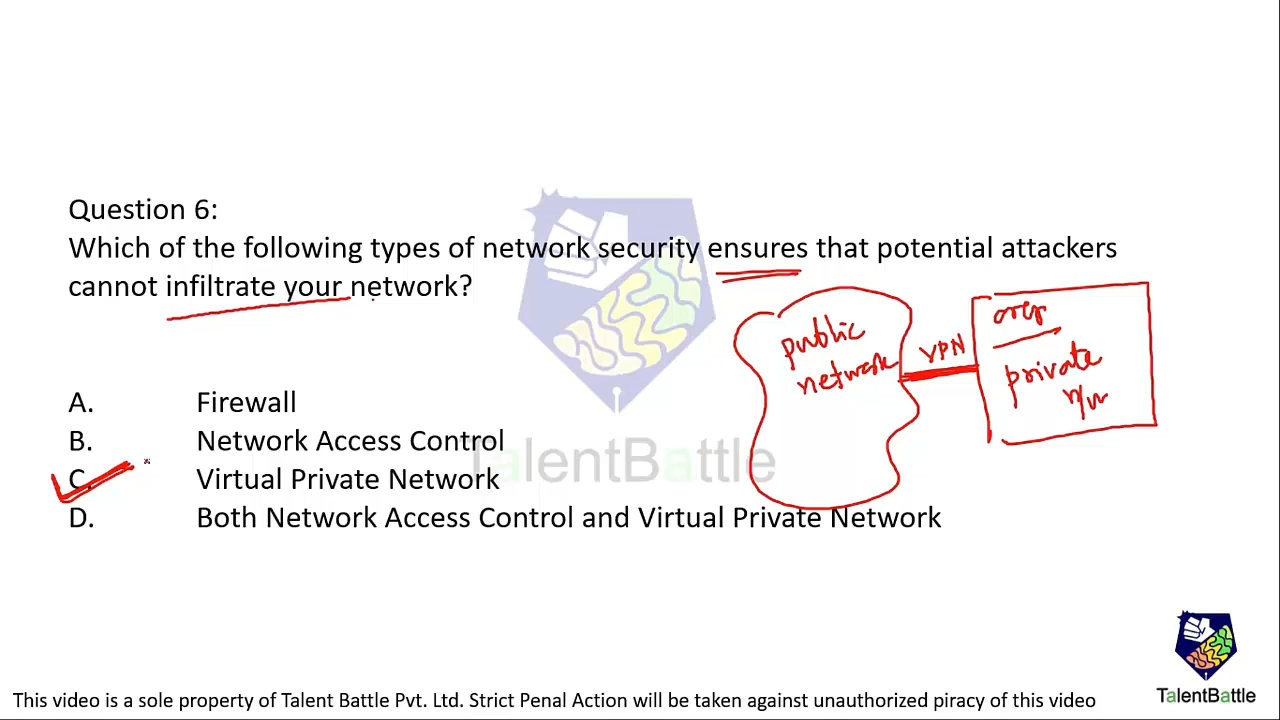 Question 6:
Which of the following types of network security ensures that potential attackers
cannot infiltrate your network?
public
network
VPN
private
n/w
A. Firewall
B. Network Access Control
C. Virtual Private Network
D. Both Network Access Control and Virtual Private Network
TalentBattle
TalentBattle
This video is a sole property of Talent Battle Pvt. Ltd. Strict Penal Action will be taken against unauthorized piracy of this video